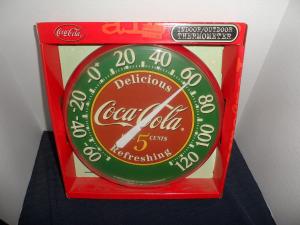 Coca-Cola
INDOOR/OUTDOOR
THERMOMETER
-60 -40 -20 -0° 20 40 60 80 100 120
Delicious
Coca-Cola
5 CENTS
Refreshing